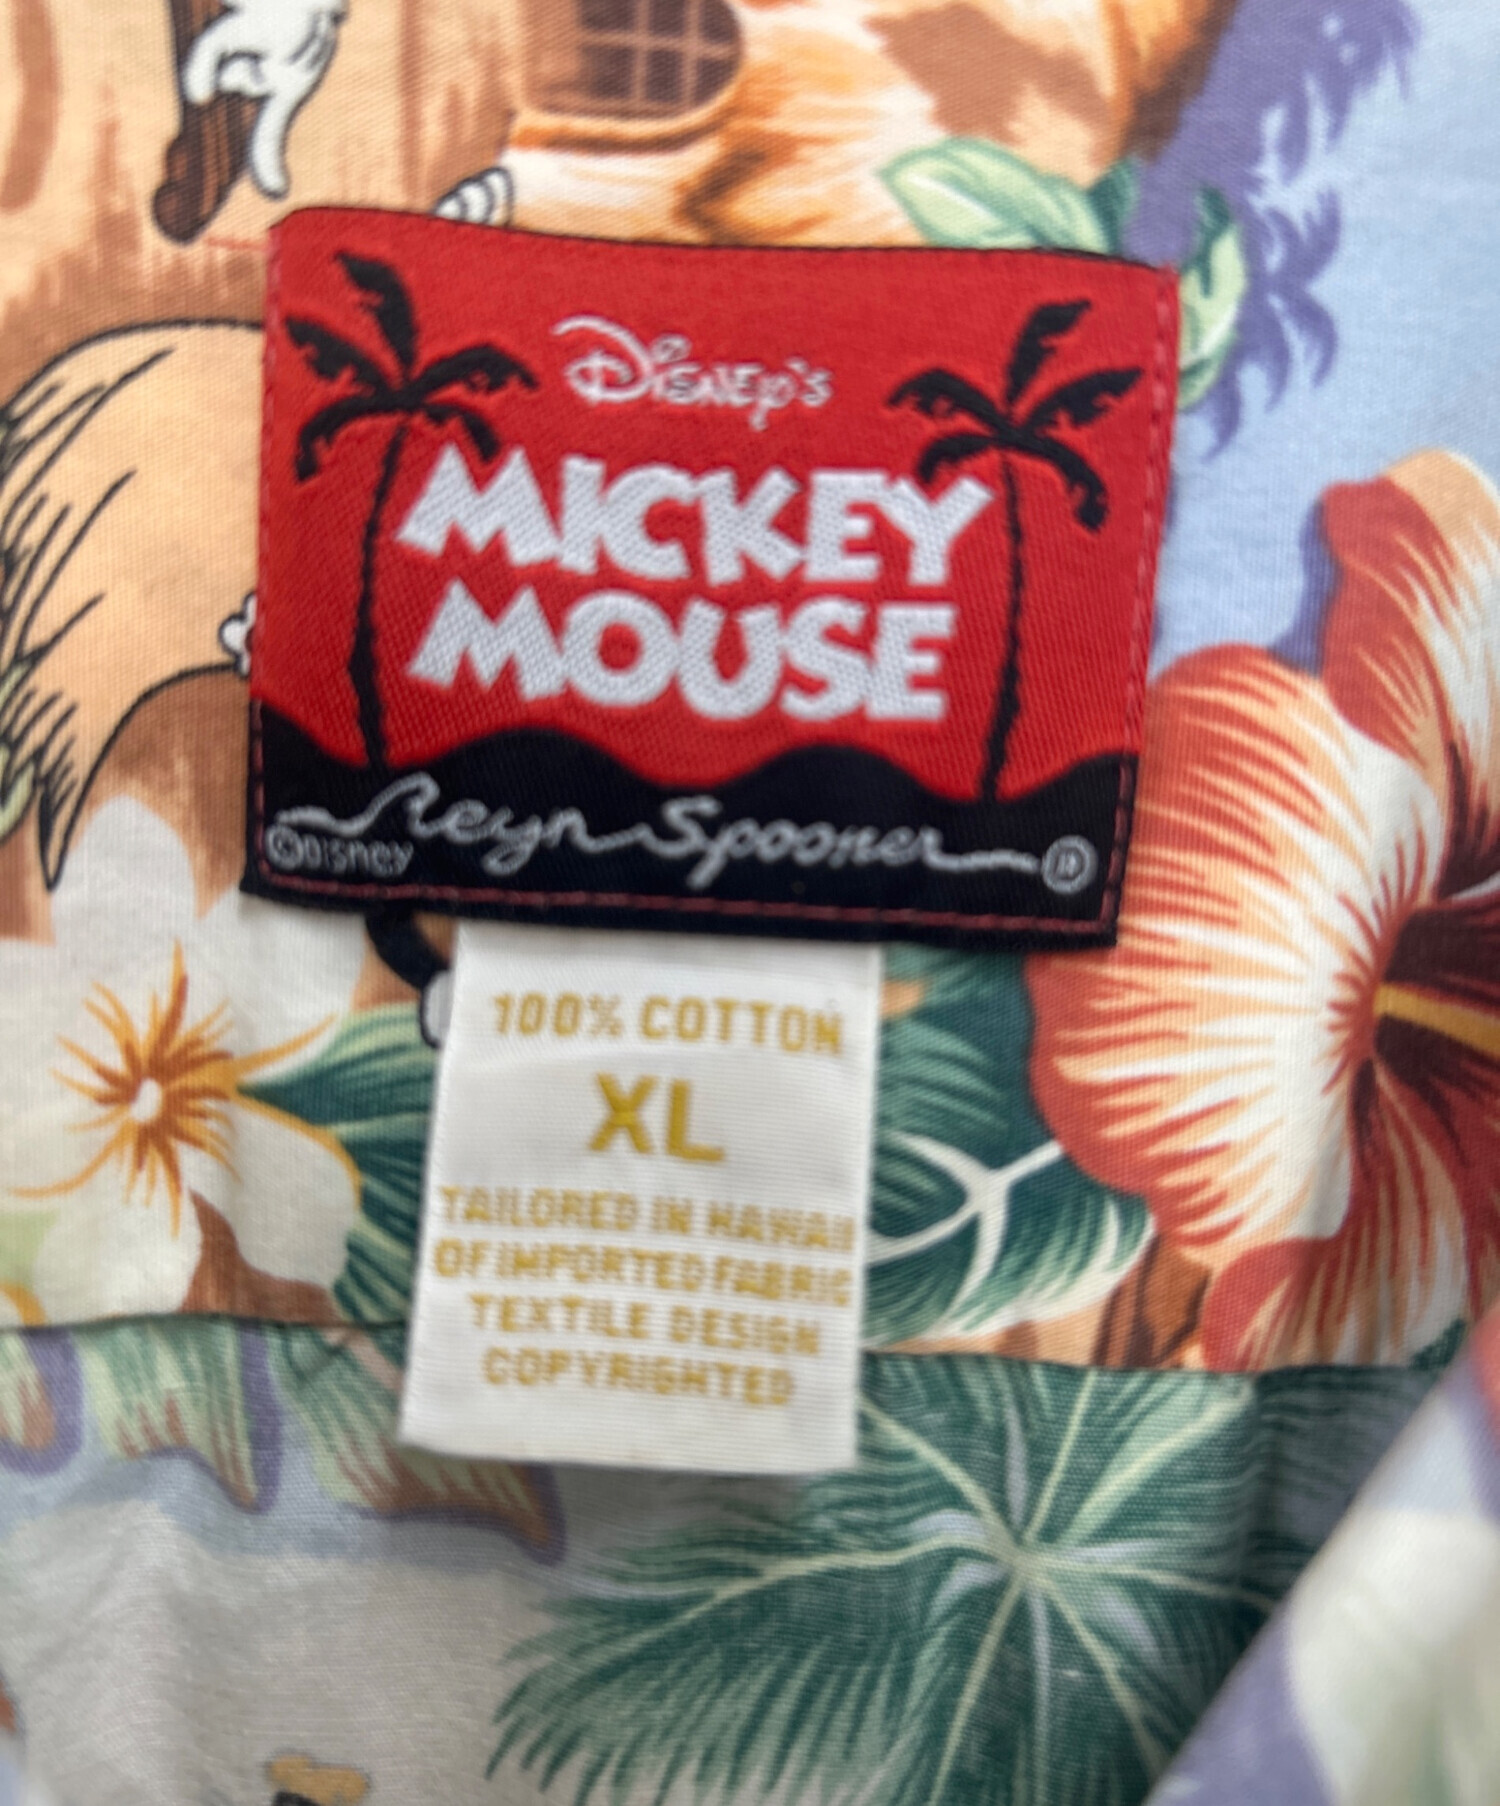 Disney's
MICKEY
MOUSE
Reyn Spooner ®
©Disney
100% COTTON
XL
TAILORED IN HAWAII
OF IMPORTED FABRIC
TEXTILE DESIGN
COPYRIGHTED